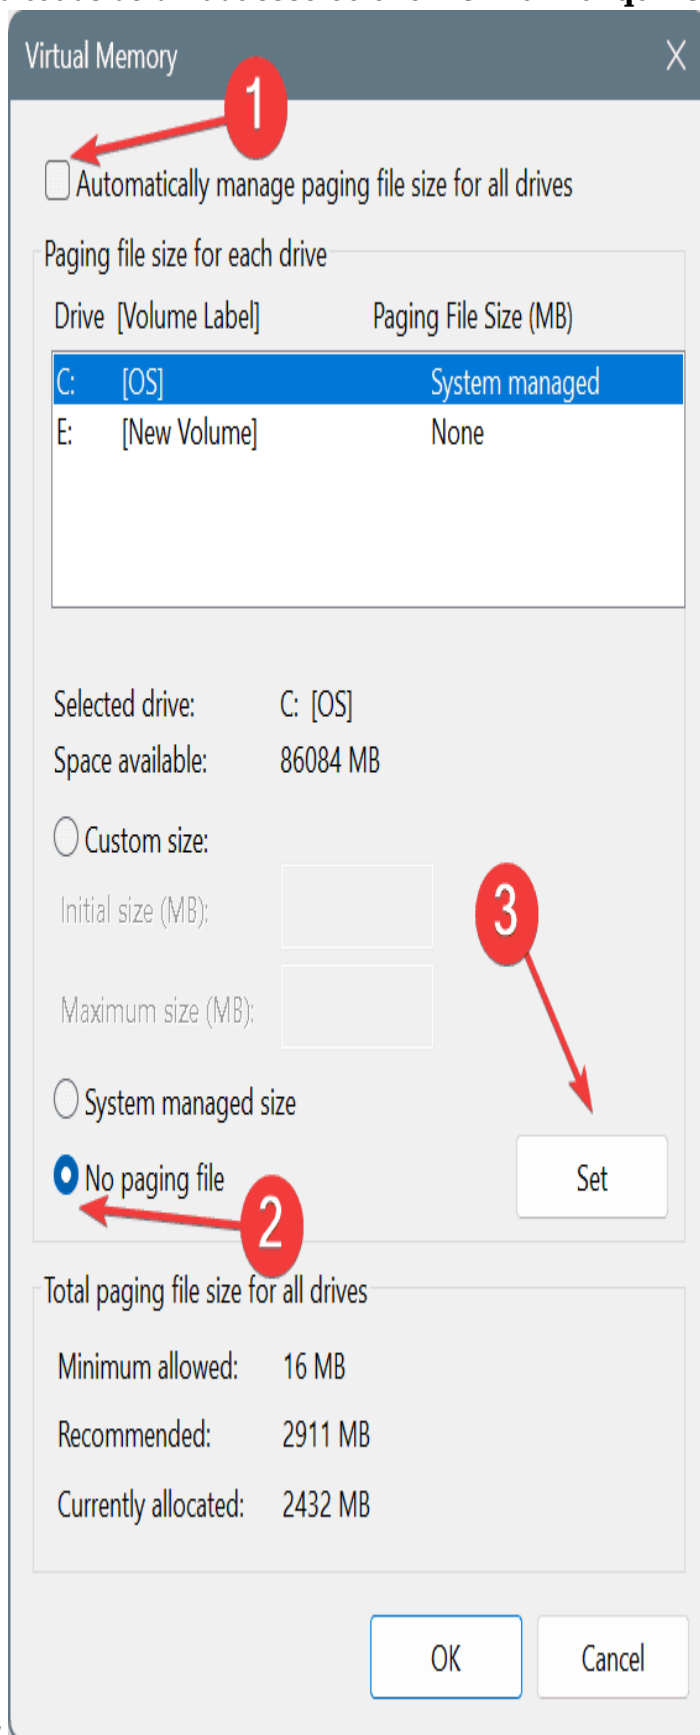 Virtual Memory
1
Automatically manage paging file size for all drives
Paging file size for each drive
Drive [Volume Label] Paging File Size (MB)
C: [OS] System managed
E: [New Volume] None
Selected drive: C: [OS]
Space available: 86084 MB
Custom size:
Initial size (MB):
3
Maximum size (MB):
System managed size
No paging file Set
2
Total paging file size for all drives
Minimum allowed: 16 MB
Recommended: 2911 MB
Currently allocated: 2432 MB
OK Cancel